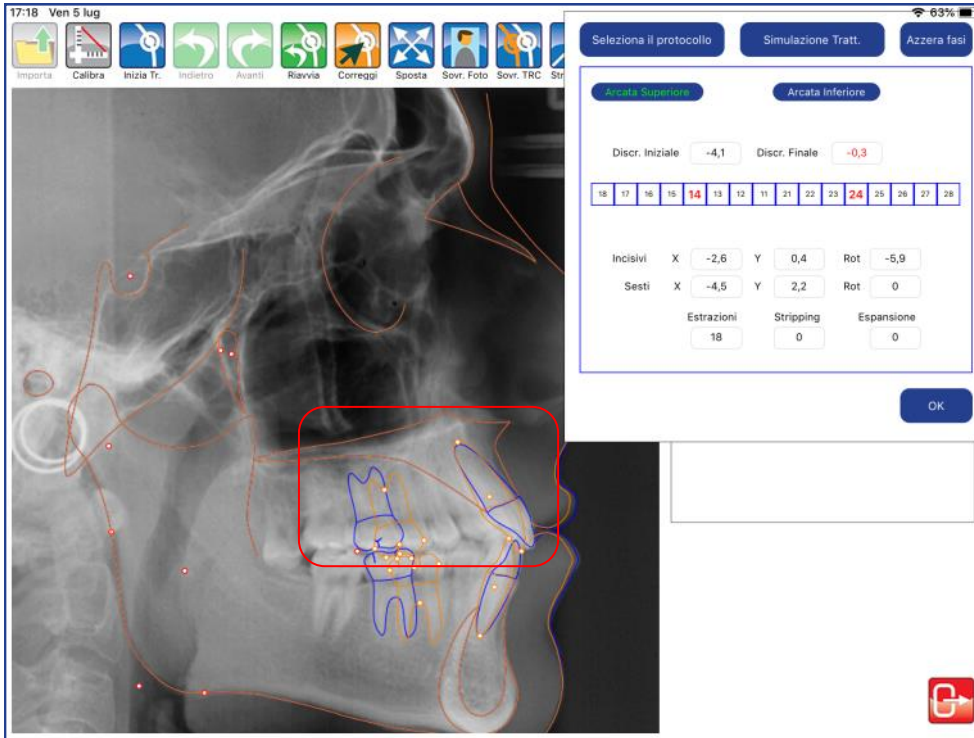 17:18 Ven 5 lug
63%
Importa Calibra Inizia Tr. Indietro Avanti Riavvia Correggi Sposta Sovr. Foto Sovr. TRC Str
Seleziona il protocollo Simulazione Tratt. Azzera fasi
Arcata Superiore Arcata Inferiore
Discr. Iniziale -4,1 Discr. Finale -0,3
18 17 16 15 14 13 12 11 21 22 23 24 25 26 27 28
Incisivi X -2,6 Y 0,4 Rot -5,9
Sesti X -4,5 Y 2,2 Rot 0
Estrazioni Stripping Espansione
18 0 0
OK